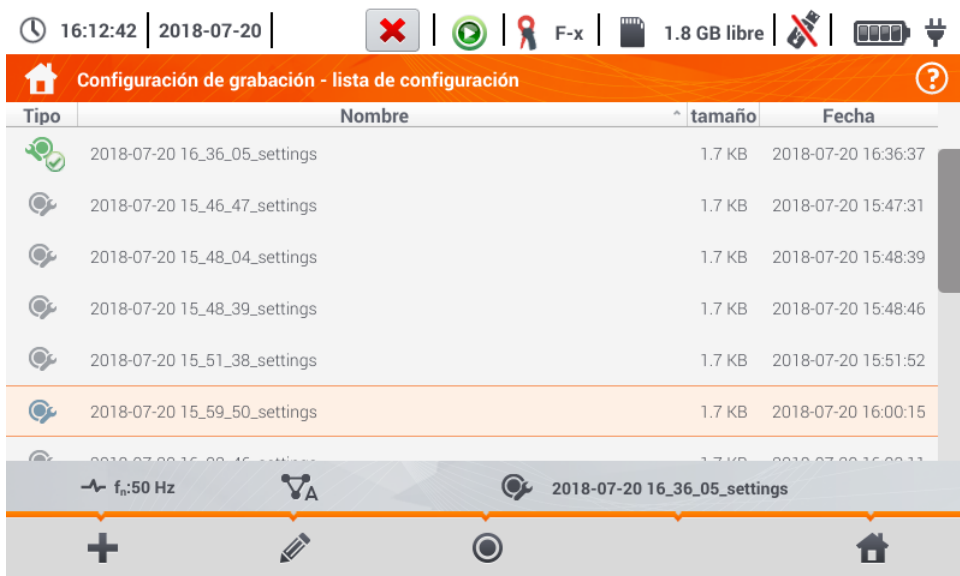 16:12:42 2018-07-20 F-x 1.8 GB libre
Configuración de grabación - lista de configuración ?
Tipo Nombre tamaño Fecha
2018-07-20 16_36_05_settings 1.7 KB 2018-07-20 16:36:37
2018-07-20 15_46_47_settings 1.7 KB 2018-07-20 15:47:31
2018-07-20 15_48_04_settings 1.7 KB 2018-07-20 15:48:39
2018-07-20 15_48_39_settings 1.7 KB 2018-07-20 15:48:46
2018-07-20 15_51_38_settings 1.7 KB 2018-07-20 15:51:52
2018-07-20 15_59_50_settings 1.7 KB 2018-07-20 16:00:15
fn:50 Hz A 2018-07-20 16_36_05_settings